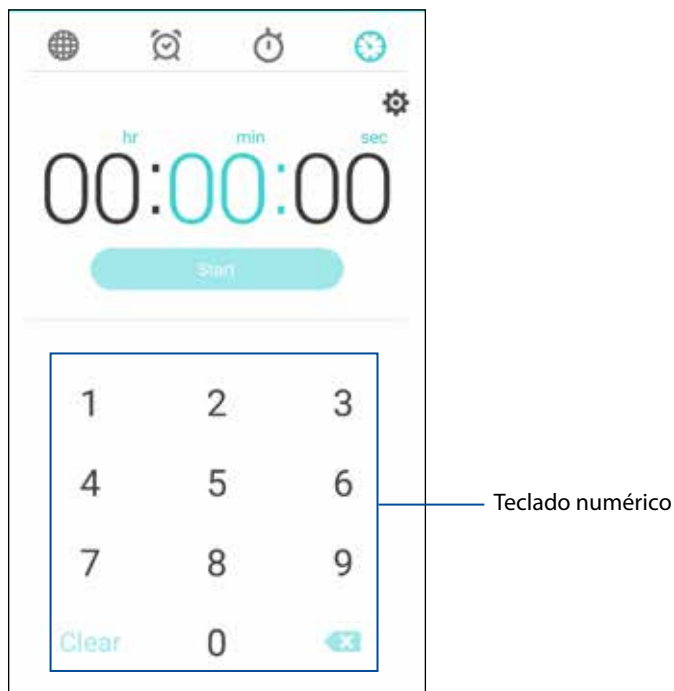 hr min sec
00:00:00
Start
1 2 3
4 5 6
Teclado numérico
7 8 9
Clear 0